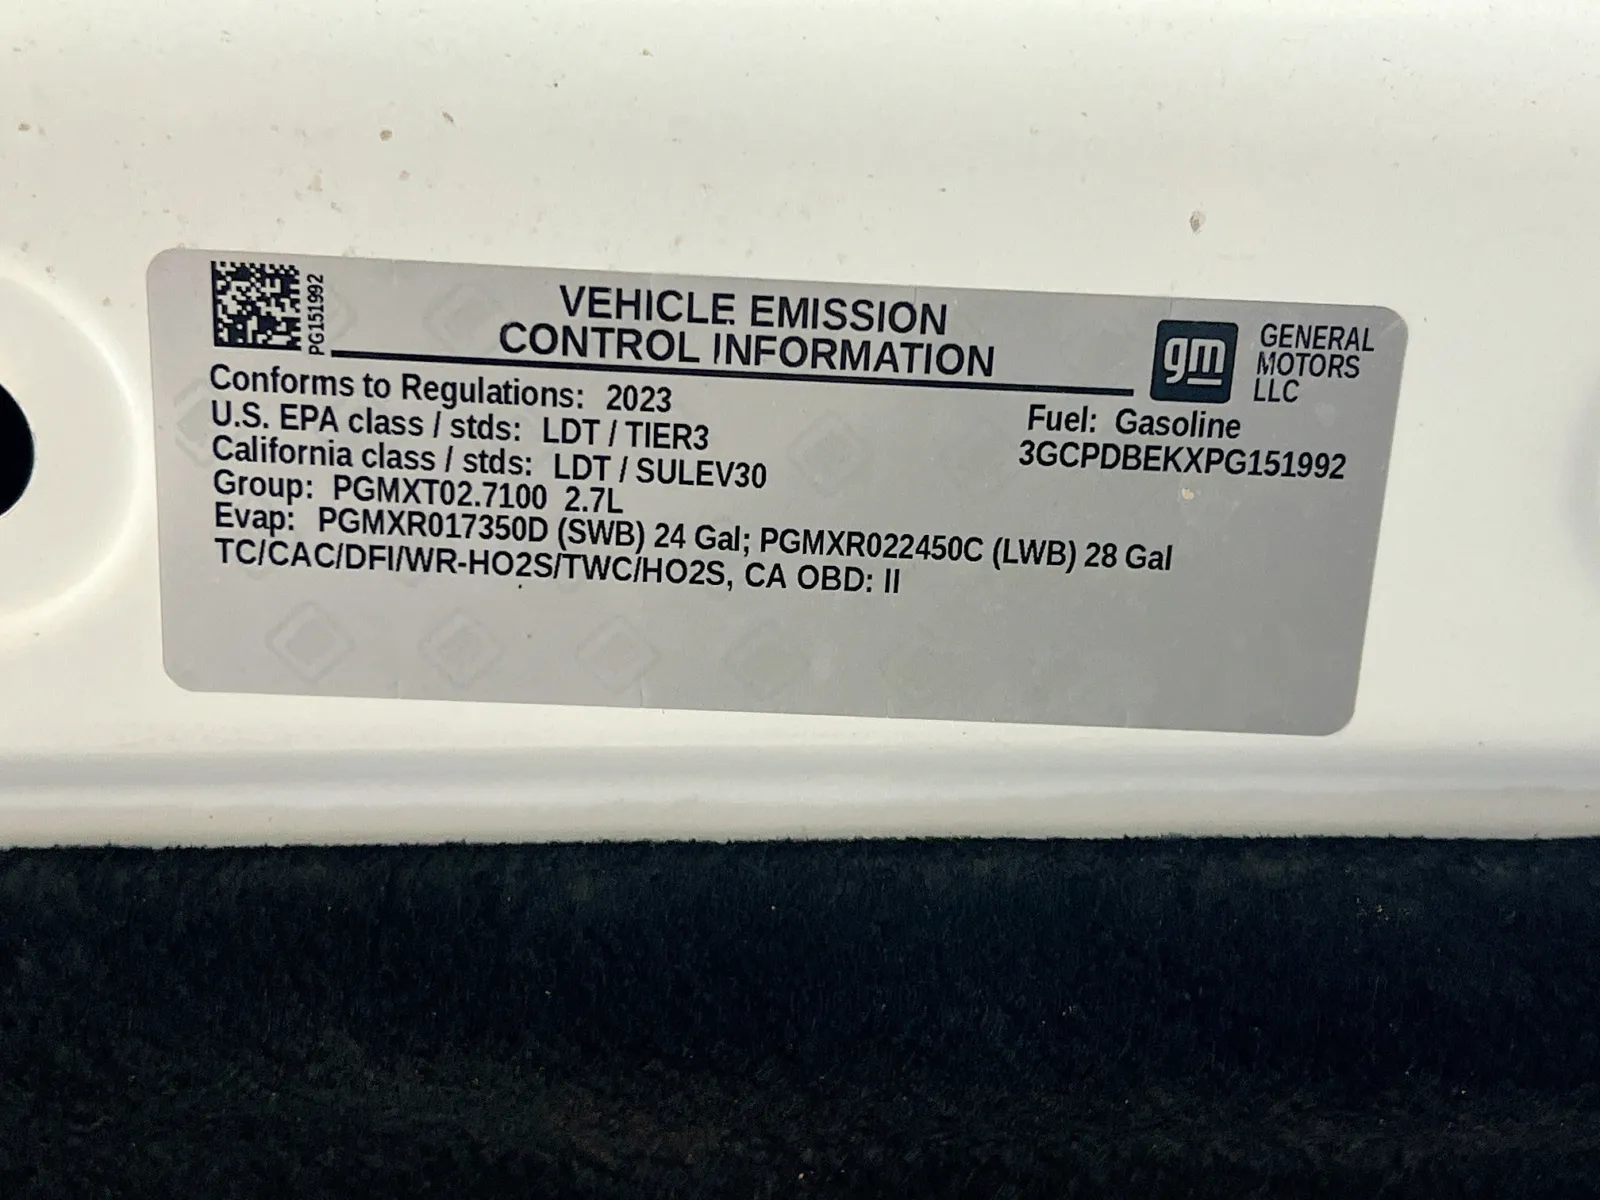 PG151992
VEHICLE EMISSION
CONTROL INFORMATION
gm
GENERAL
MOTORS
LLC
Conforms to Regulations: 2023
U.S. EPA class / stds: LDT / TIER3
California class / stds: LDT / SULEV30
Group: PGMXT02.7100 2.7L
Evap: PGMXR017350D (SWB) 24 Gal; PGMXR022450C (LWB) 28 Gal
TC/CAC/DFI/WR-HO2S/TWC/HO2S, CA OBD: II
Fuel: Gasoline
3GCPDBEKXPG151992